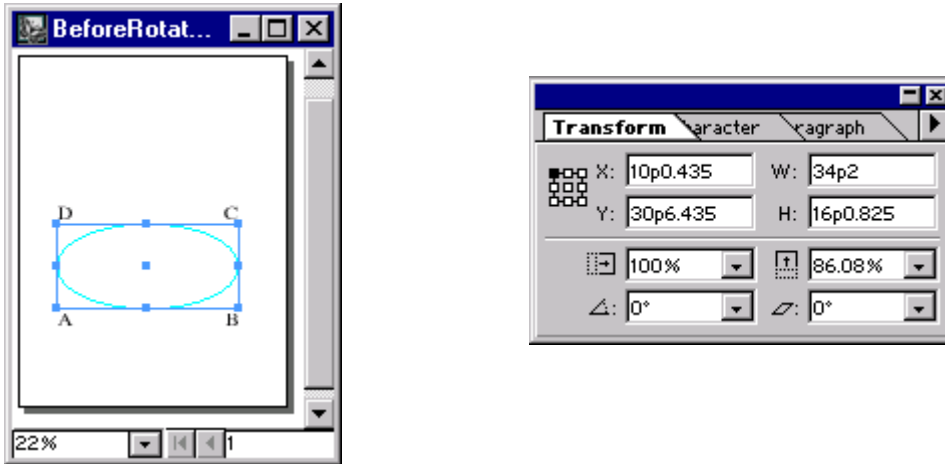 BeforeRotat...
D C
A B
22% 1
Transform aracter ragraph
X: 10p0.435 W: 34p2
Y: 30p6.435 H: 16p0.825
100% 86.08%
: 0° : 0°